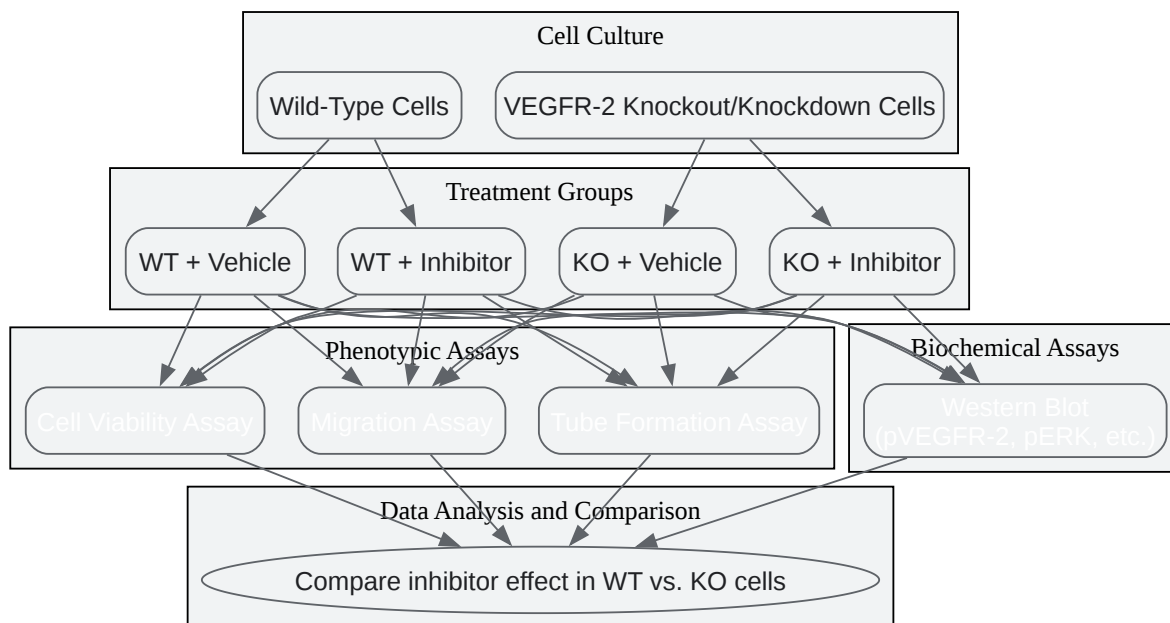 Cell Culture
Wild-Type Cells
VEGFR-2 Knockout/Knockdown Cells
Treatment Groups
WT + Vehicle
WT + Inhibitor
KO + Vehicle
KO + Inhibitor
Phenotypic Assays
Biochemical Assays
Cell Viability Assay
Migration Assay
Tube Formation Assay
Western Blot
(pVEGFR-2, pERK, etc.)
Data Analysis and Comparison
Compare inhibitor effect in WT vs. KO cells